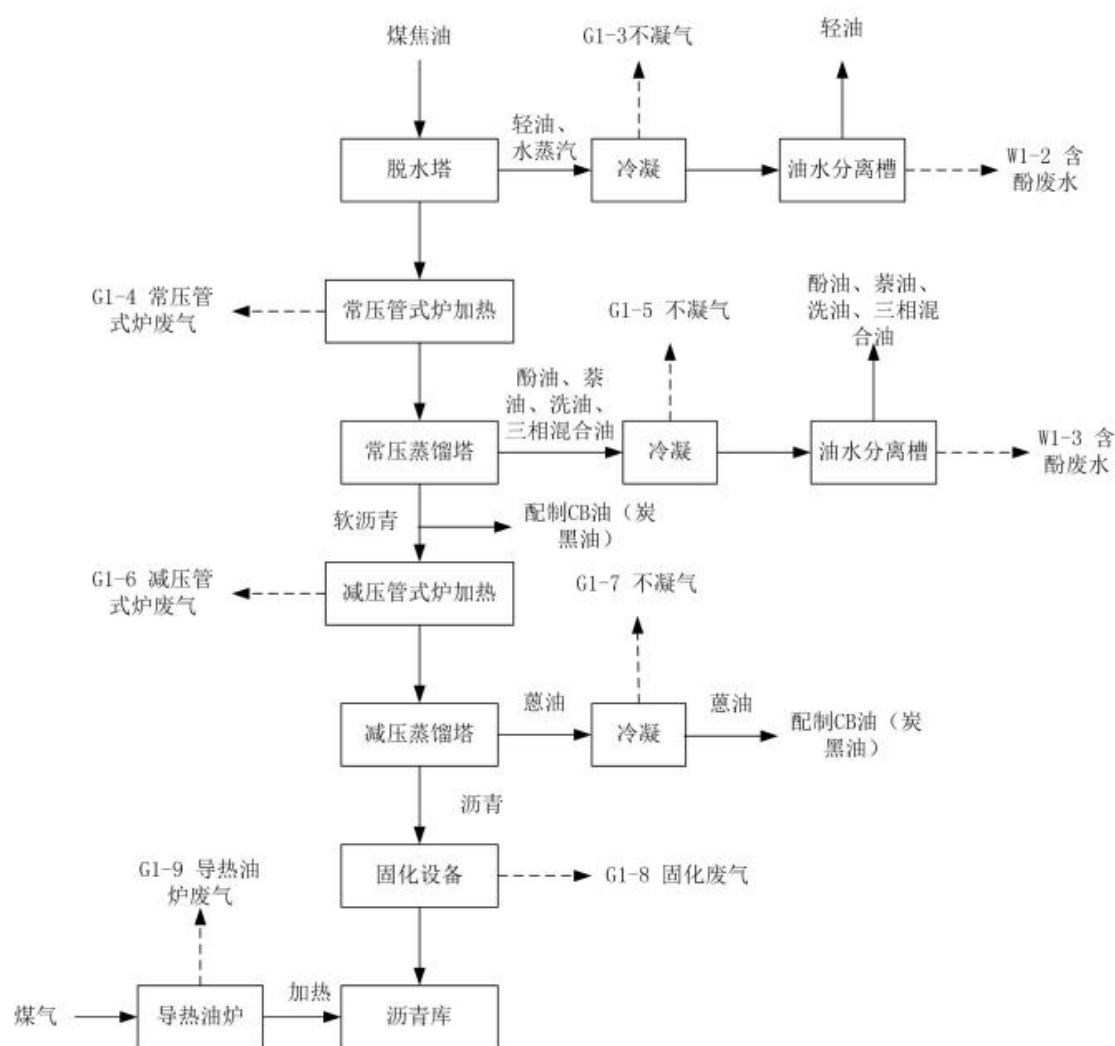 煤焦油
G1-3不凝气
轻油
轻油、
水蒸汽
脱水塔
冷凝
油水分离槽
W1-2 含
酚废水
G1-4 常压管
式炉废气
常压管式炉加热
G1-5 不凝气
酚油、萘油、
洗油、三相混
合油
酚油、萘
油、洗油、
三相混合油
常压蒸馏塔
冷凝
油水分离槽
W1-3 含
酚废水
软沥青
配制CB油（炭
黑油）
G1-6 减压管
式炉废气
减压管式炉加热
G1-7 不凝气
减压蒸馏塔
蒽油
冷凝
蒽油
配制CB油（炭
黑油）
沥青
固化设备
G1-8 固化废气
G1-9 导热油
炉废气
煤气
导热油炉
加热
沥青库